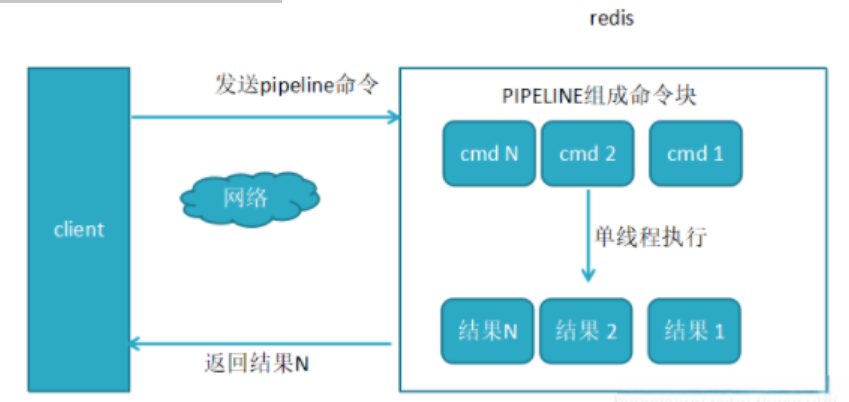 redis
发送pipeline命令
PIPELINE组成命令块
cmd N
cmd 2
cmd 1
网络
client
单线程执行
结果N
结果 2
结果 1
返回结果N